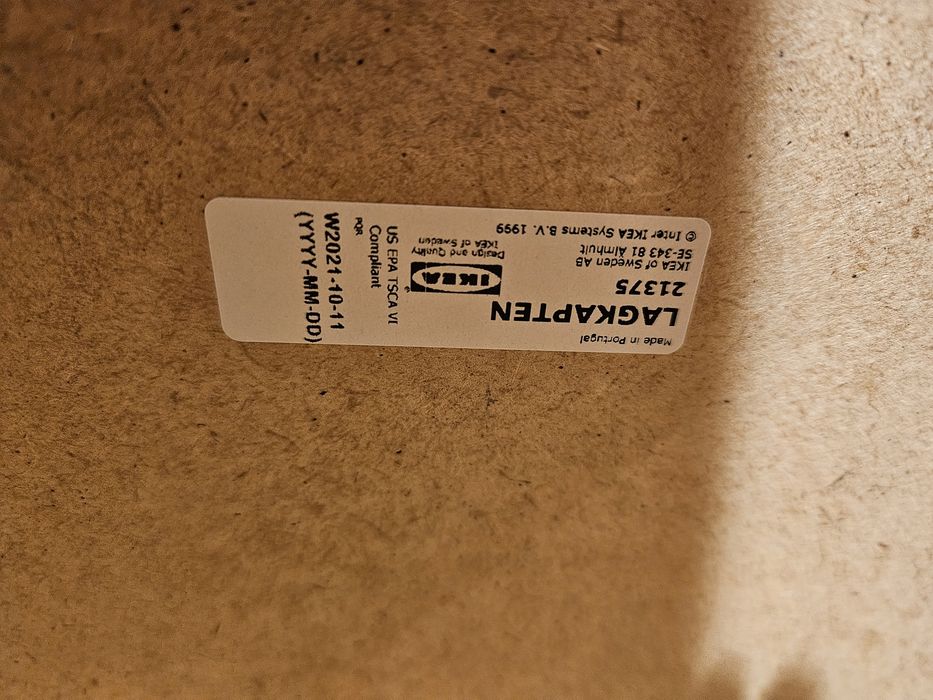 Made in Portugal
LAGKAPTEN
21375
IKEA of Sweden AB
SE-343 81 Älmhult
© Inter IKEA Systems B.V. 1999
IKEA
Design and Quality
IKEA of Sweden
US EPA TSCA VI
Compliant
PQR
W2021-10-11
(YYYY-MM-DD)